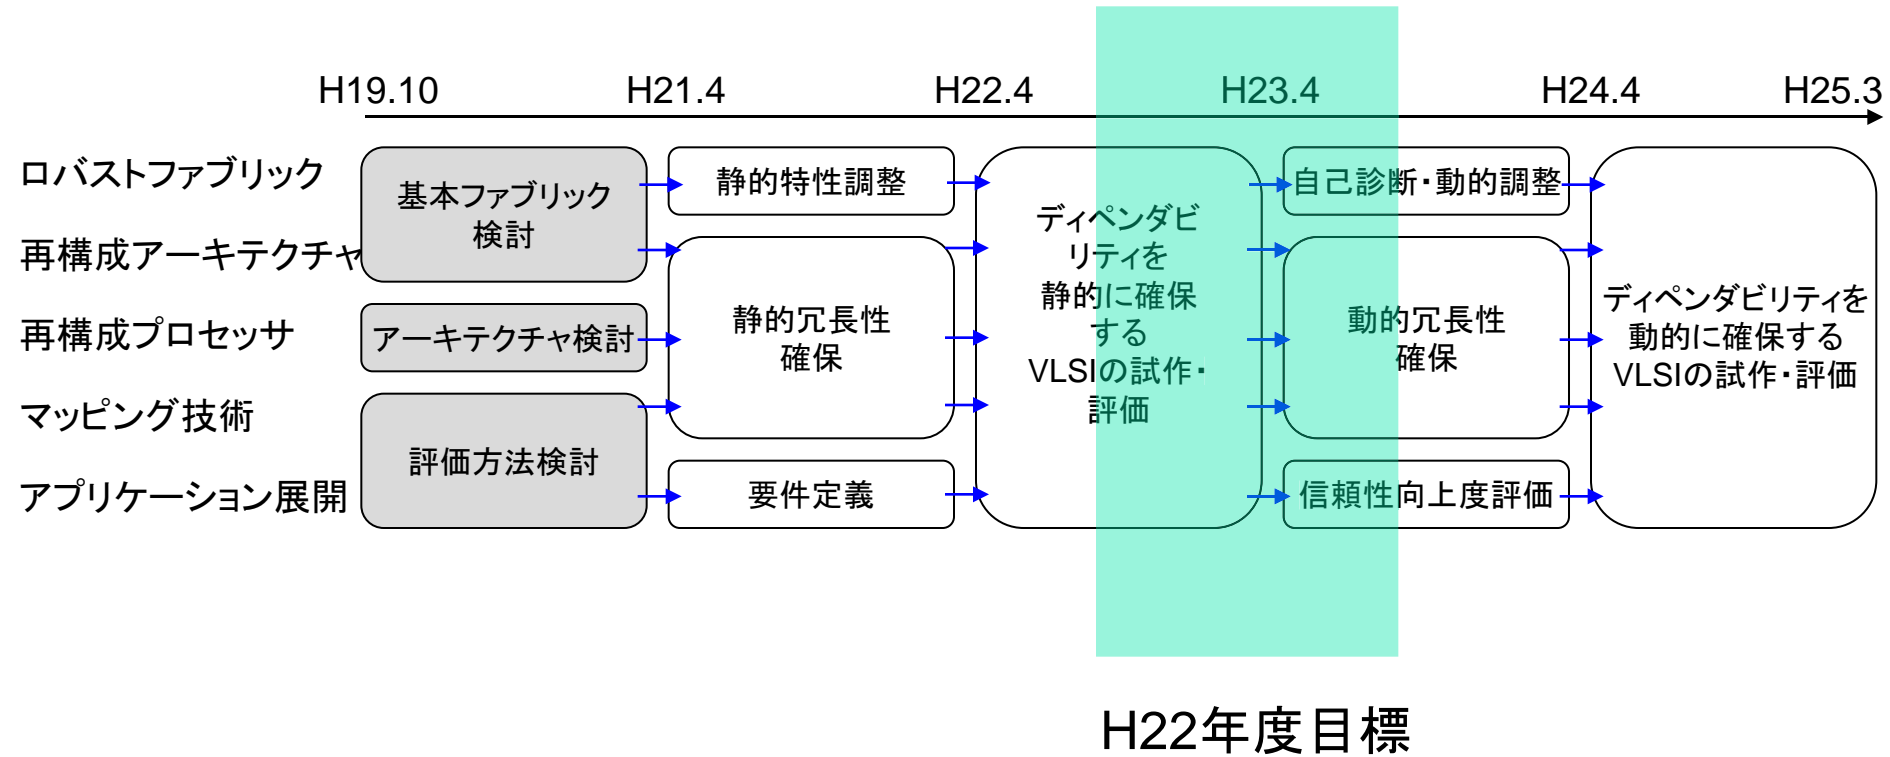 H19.10 H21.4 H22.4 H23.4 H24.4 H25.3
ロバストファブリック
再構成アーキテクチャ
再構成プロセッサ
マッピング技術
アプリケーション展開
基本ファブリック
検討
アーキテクチャ検討
評価方法検討
静的特性調整
静的冗長性
確保
要件定義
ディペンダビ
リティを
静的に確保
する
VLSIの試作・
評価
自己診断・動的調整
動的冗長性
確保
信頼性向上度評価
ディペンダビリティを
動的に確保する
VLSIの試作・評価
H22年度目標